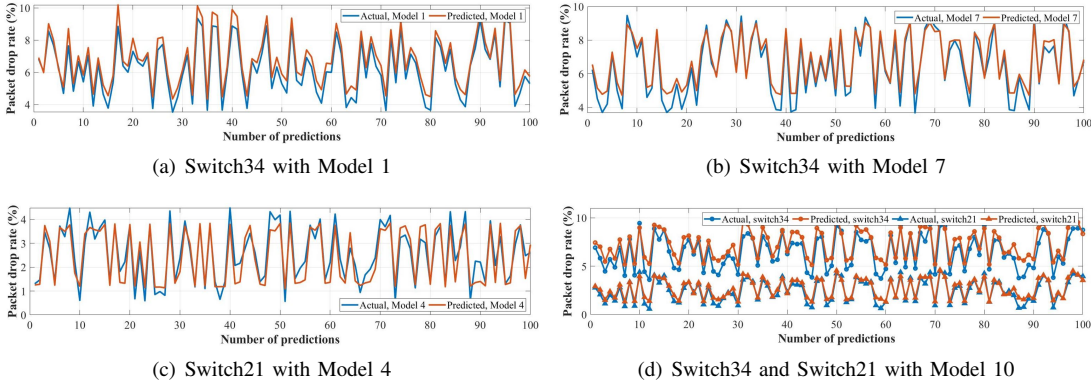 Packet drop rate (%)
10
8
6
4
Actual, Model 1 Predicted, Model 1
0 10 20 30 40 50 60 70 80 90 100
Number of predictions
(a) Switch34 with Model 1
Packet drop rate (%)
10
8
6
4
Actual, Model 7 Predicted, Model 7
0 10 20 30 40 50 60 70 80 90 100
Number of predictions
(b) Switch34 with Model 7
Packet drop rate (%)
4
3
2
1
0
Actual, Model 4 Predicted, Model 4
0 10 20 30 40 50 60 70 80 90 100
Number of predictions
(c) Switch21 with Model 4
Packet drop rate (%)
10
5
0
Actual, switch34 Predicted, switch34 Actual, switch21 Predicted, switch21
0 10 20 30 40 50 60 70 80 90 100
Number of predictions
(d) Switch34 and Switch21 with Model 10